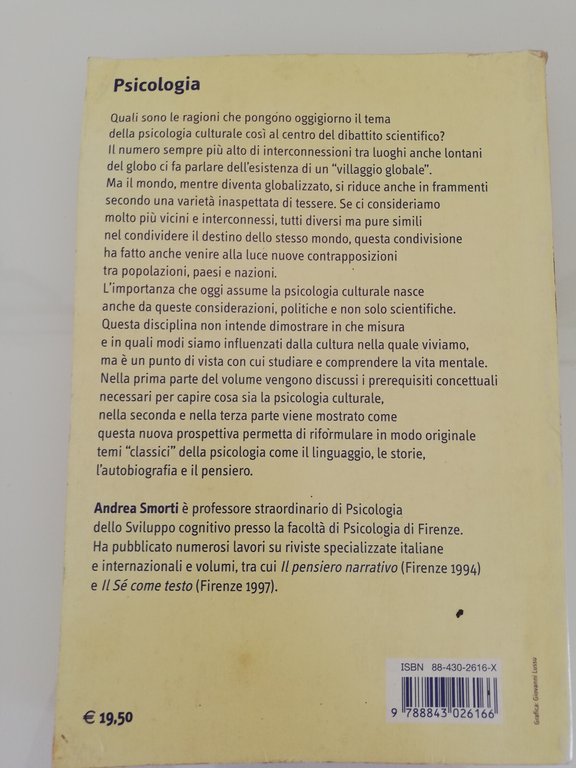 Psicologia
Quali sono le ragioni che pongono oggigiorno il tema
della psicologia culturale così al centro del dibattito scientifico?
Il numero sempre più alto di interconnessioni tra luoghi anche lontani
del globo ci fa parlare dell'esistenza di un "villaggio globale".
Ma il mondo, mentre diventa globalizzato, si riduce anche in frammenti
secondo una varietà inaspettata di tessere. Se ci consideriamo
molto più vicini e interconnessi, tutti diversi ma pure simili
nel condividere il destino dello stesso mondo, questa condivisione
ha fatto anche venire alla luce nuove contrapposizioni
tra popolazioni, paesi e nazioni.
L'importanza che oggi assume la psicologia culturale nasce
anche da queste considerazioni, politiche e non solo scientifiche.
Questa disciplina non intende dimostrare in che misura
e in quali modi siamo influenzati dalla cultura nella quale viviamo,
ma è un punto di vista con cui studiare e comprendere la vita mentale.
Nella prima parte del volume vengono discussi i prerequisiti concettuali
necessari per capire cosa sia la psicologia culturale,
nella seconda e nella terza parte viene mostrato come
questa nuova prospettiva permetta di riformulare in modo originale
temi "classici" della psicologia come il linguaggio, le storie,
l'autobiografia e il pensiero.
Andrea Smorti è professore straordinario di Psicologia
dello Sviluppo cognitivo presso la facoltà di Psicologia di Firenze.
Ha pubblicato numerosi lavori su riviste specializzate italiane
e internazionali e volumi, tra cui Il pensiero narrativo (Firenze 1994)
e Il Sé come testo (Firenze 1997).
ISBN 88-430-2616-X
9 788843 026166
€ 19,50
Grafica: Giovanni Lussu